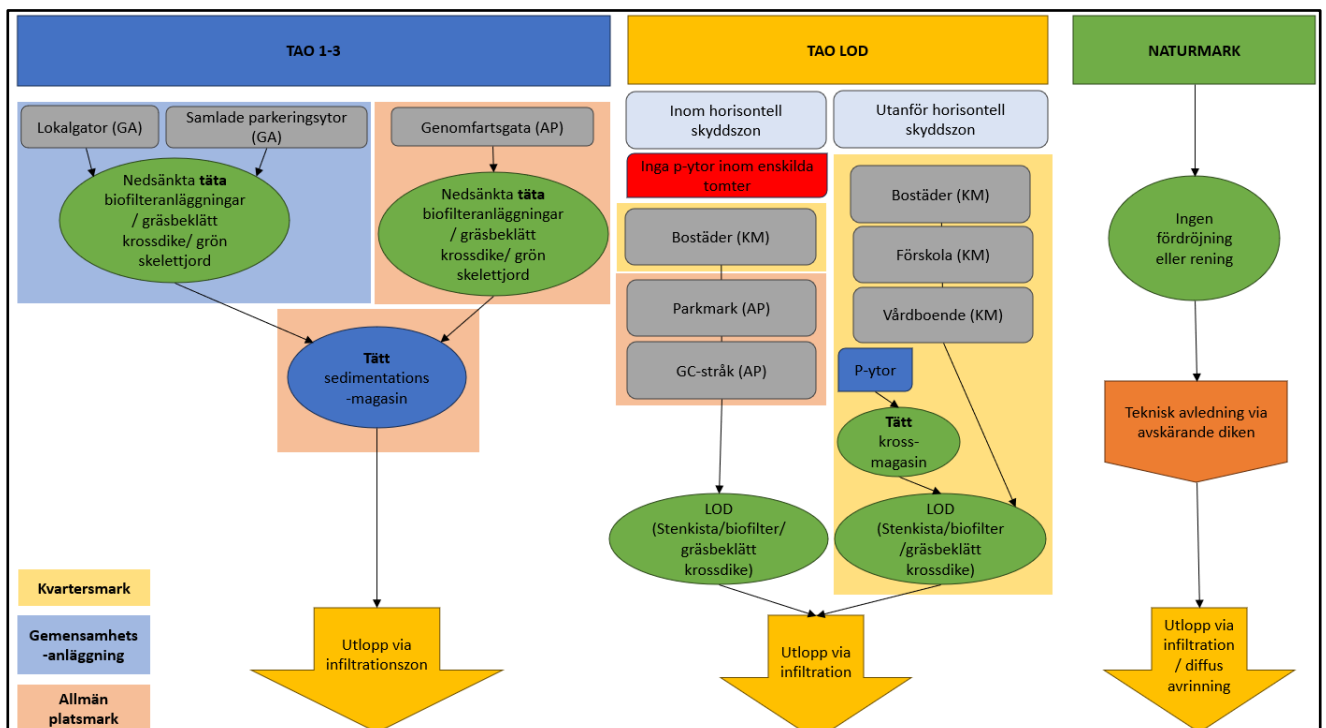 TAO 1-3
TAO LOD
NATURMARK
Lokalgator (GA)
Samlade parkeringsytor
(GA)
Nedsänkta täta
biofilteranläggningar
/ gräsbeklätt
krossdike/ grön
skelettjord
Genomfartsgata (AP)
Nedsänkta täta
biofilteranläggningar
/ gräsbeklätt
krossdike/ grön
skelettjord
Tätt
sedimentations
-magasin
Utlopp via
infiltrationszon
Inom horisontell
skyddszon
Inga p-ytor inom enskilda
tomter
Bostäder (KM)
Parkmark (AP)
GC-stråk (AP)
LOD
(Stenkista/biofilter/
gräsbeklätt
krossdike)
Utanför horisontell
skyddszon
Bostäder (KM)
Förskola (KM)
Vårdboende (KM)
P-ytor
Tätt
kross-
magasin
LOD
(Stenkista/biofilter
/gräsbeklätt
krossdike)
Utlopp via
infiltration
Ingen
fördröjning
eller rening
Teknisk avledning via
avskärande diken
Utlopp via
infiltration
/ diffus
avrinning
Kvartersmark
Gemensamhets
-anläggning
Allmän
platsmark